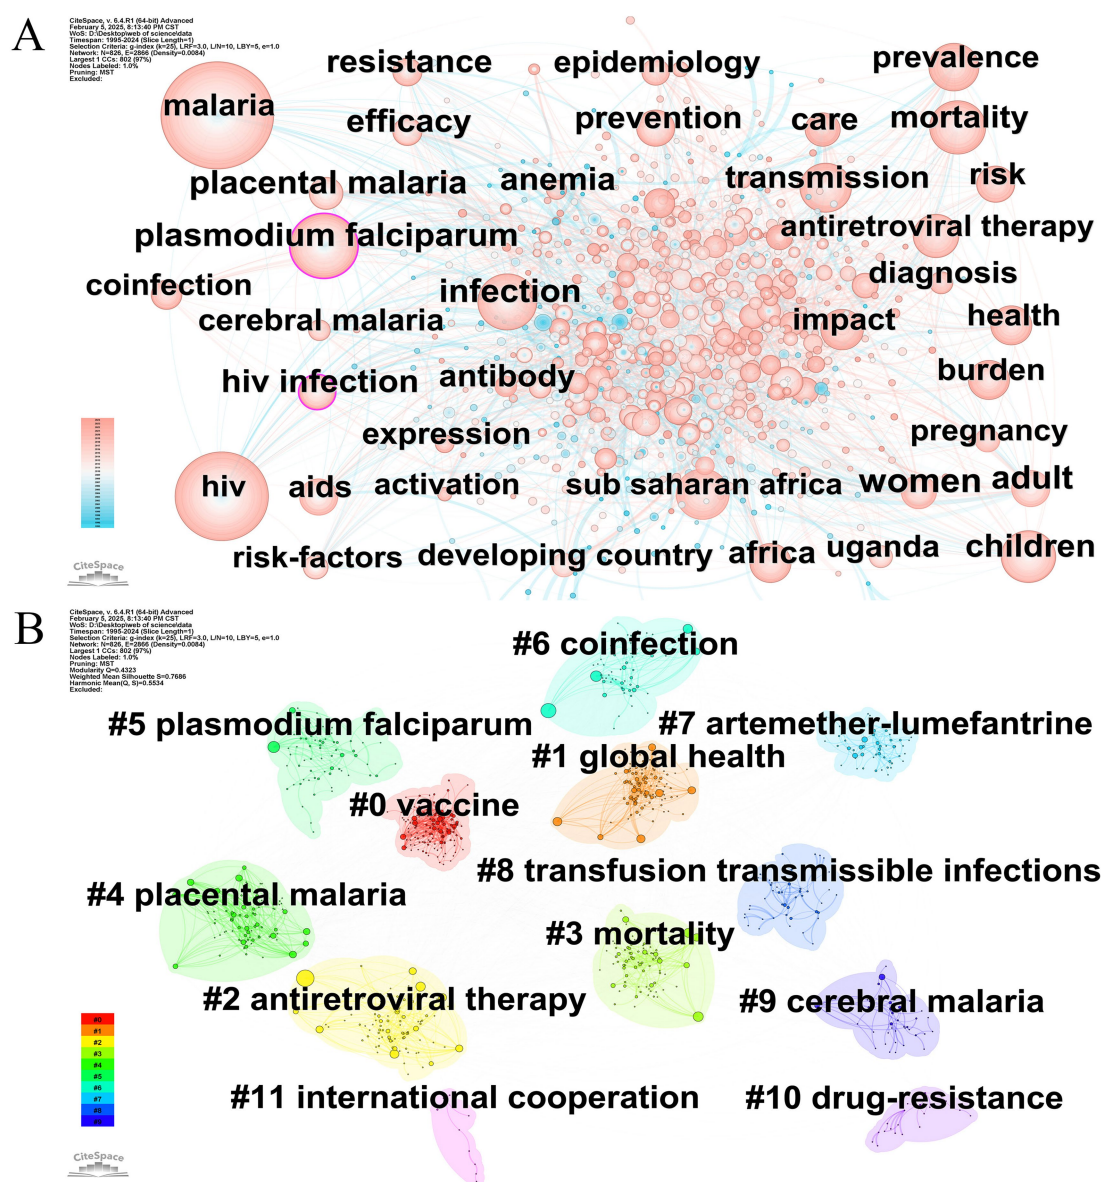 A
CiteSpace, v. 6.4.R1 (64-bit) Advanced
February 5, 2025, 8:13:40 PM CST
WoS: D:\Desktop\web of science\data
Timespan: 1995-2024 (Slice Length=1)
Selection Criteria: g-index (k=25), LRF=3.0, L/N=10, LBY=5, e=1.0
Network: N=826, E=2866 (Density=0.0084)
Largest 1 CCs: 802 (97%)
Nodes Labeled: 1.0%
Pruning: MST
Excluded:
resistance
epidemiology
prevalence
malaria
efficacy
prevention
care
mortality
placental malaria
anemia
transmission
risk
plasmodium falciparum
antiretroviral therapy
coinfection
infection
diagnosis
cerebral malaria
impact
health
hiv infection
antibody
burden
expression
pregnancy
hiv
aids
activation
sub saharan africa
women
adult
risk-factors
developing country
africa
uganda
children
CiteSpace
B
CiteSpace, v. 6.4.R1 (64-bit) Advanced
February 5, 2025, 8:13:40 PM CST
WoS: D:\Desktop\web of science\data
Timespan: 1995-2024 (Slice Length=1)
Selection Criteria: g-index (k=25), LRF=3.0, L/N=10, LBY=5, e=1.0
Network: N=826, E=2866 (Density=0.0084)
Largest 1 CCs: 802 (97%)
Nodes Labeled: 1.0%
Pruning: MST
Modularity Q=0.4323
Weighted Mean Silhouette S=0.7686
Harmonic Mean(Q, S)=0.5534
Excluded:
#6 coinfection
#5 plasmodium falciparum
#7 artemether-lumefantrine
#1 global health
#0 vaccine
#8 transfusion transmissible infections
#4 placental malaria
#3 mortality
#2 antiretroviral therapy
#9 cerebral malaria
#11 international cooperation
#10 drug-resistance
#0
#1
#2
#3
#4
#5
#6
#7
#8
#9
CiteSpace